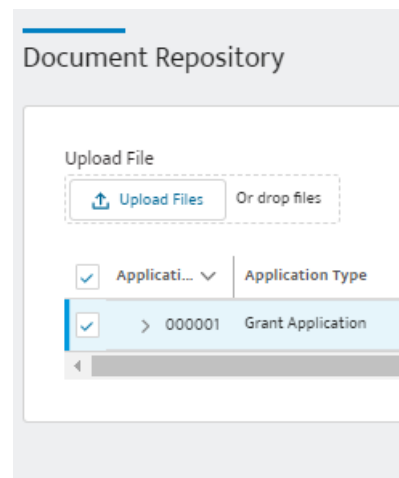 Document Repository
Upload File
Upload Files Or drop files
Applicati... Application Type
000001 Grant Application